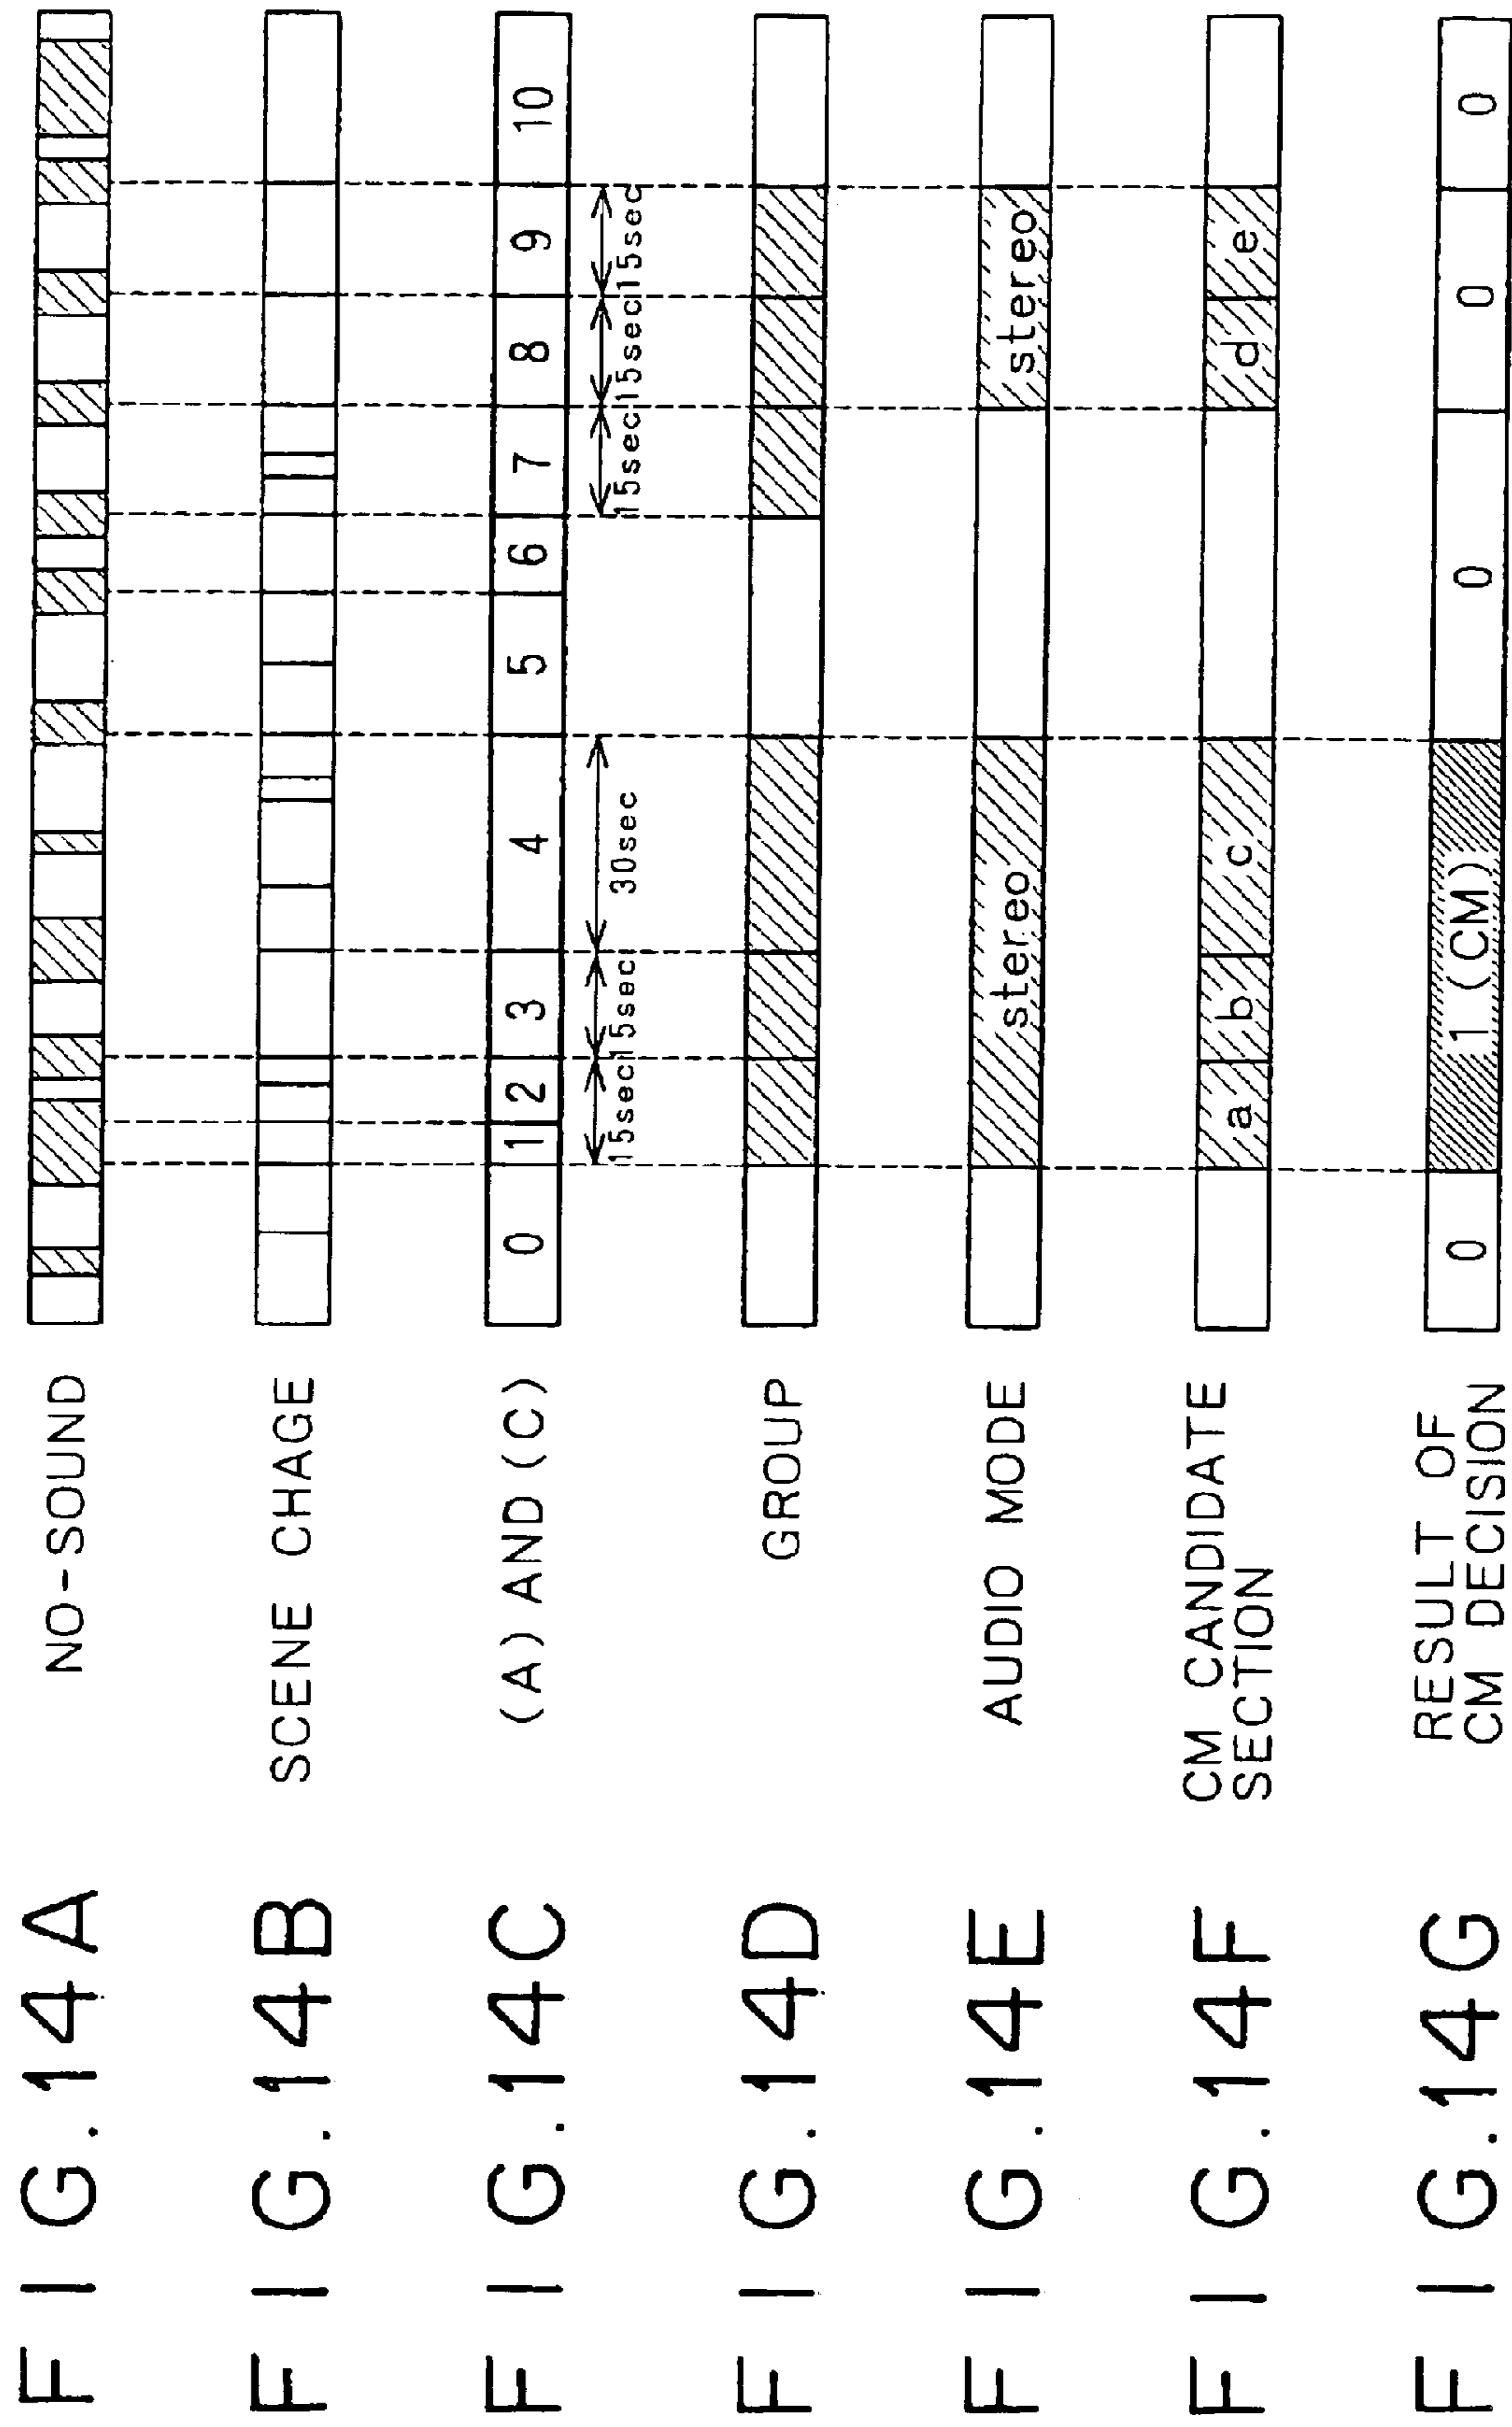 FIG.14A NO-SOUND
FIG.14B SCENE CHAGE
FIG.14C (A) AND (C) 0 1 2 3 4 5 6 7 8 9 10
15sec 15sec 30sec 15sec 15sec 15sec
FIG.14D GROUP
FIG.14E AUDIO MODE stereo stereo
FIG.14F CM CANDIDATE
SECTION
a b c d e
FIG.14G RESULT OF
CM DECISION
0 1 (CM) 0 0 0